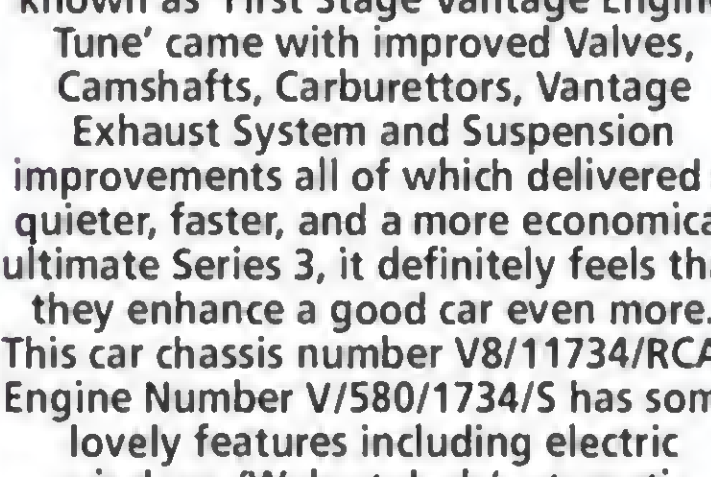 known as 'First Stage Vantage Engin
Tune' came with improved Valves,
Camshafts, Carburettors, Vantage
Exhaust System and Suspension
improvements all of which delivered
quieter, faster, and a more economica
ultimate Series 3, it definitely feels tha
they enhance a good car even more.
This car chassis number V8/11734/RCA
Engine Number V/580/1734/S has som
lovely features including electric